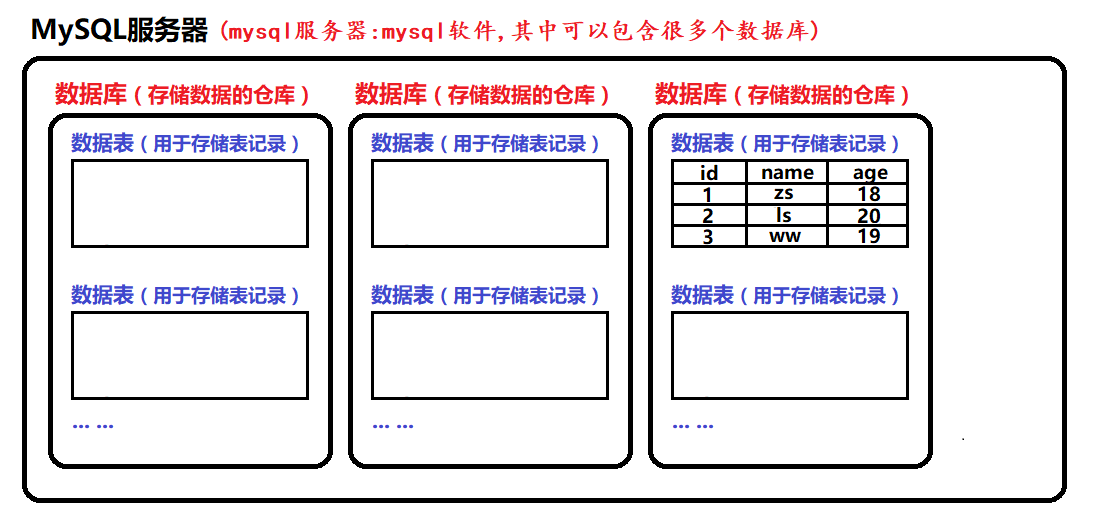 MySQL服务器 (mysql服务器:mysql软件,其中可以包含很多个数据库)
数据库（存储数据的仓库）
数据表（用于存储表记录）
数据表（用于存储表记录）
... ...
数据库（存储数据的仓库）
数据表（用于存储表记录）
数据表（用于存储表记录）
... ...
数据库（存储数据的仓库）
数据表（用于存储表记录）
id name age
1 zs 18
2 ls 20
3 ww 19
数据表（用于存储表记录）
... ...